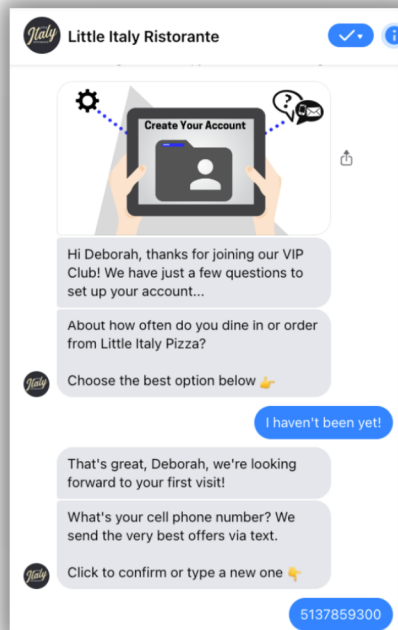 Italy
Little Italy Ristorante
Create Your Account
Hi Deborah, thanks for joining our VIP
Club! We have just a few questions to
set up your account...
About how often do you dine in or order
from Little Italy Pizza?
Choose the best option below 👉
Italy
I haven't been yet!
That's great, Deborah, we're looking
forward to your first visit!
What's your cell phone number? We
send the very best offers via text.
Click to confirm or type a new one 👇
Italy
5137859300